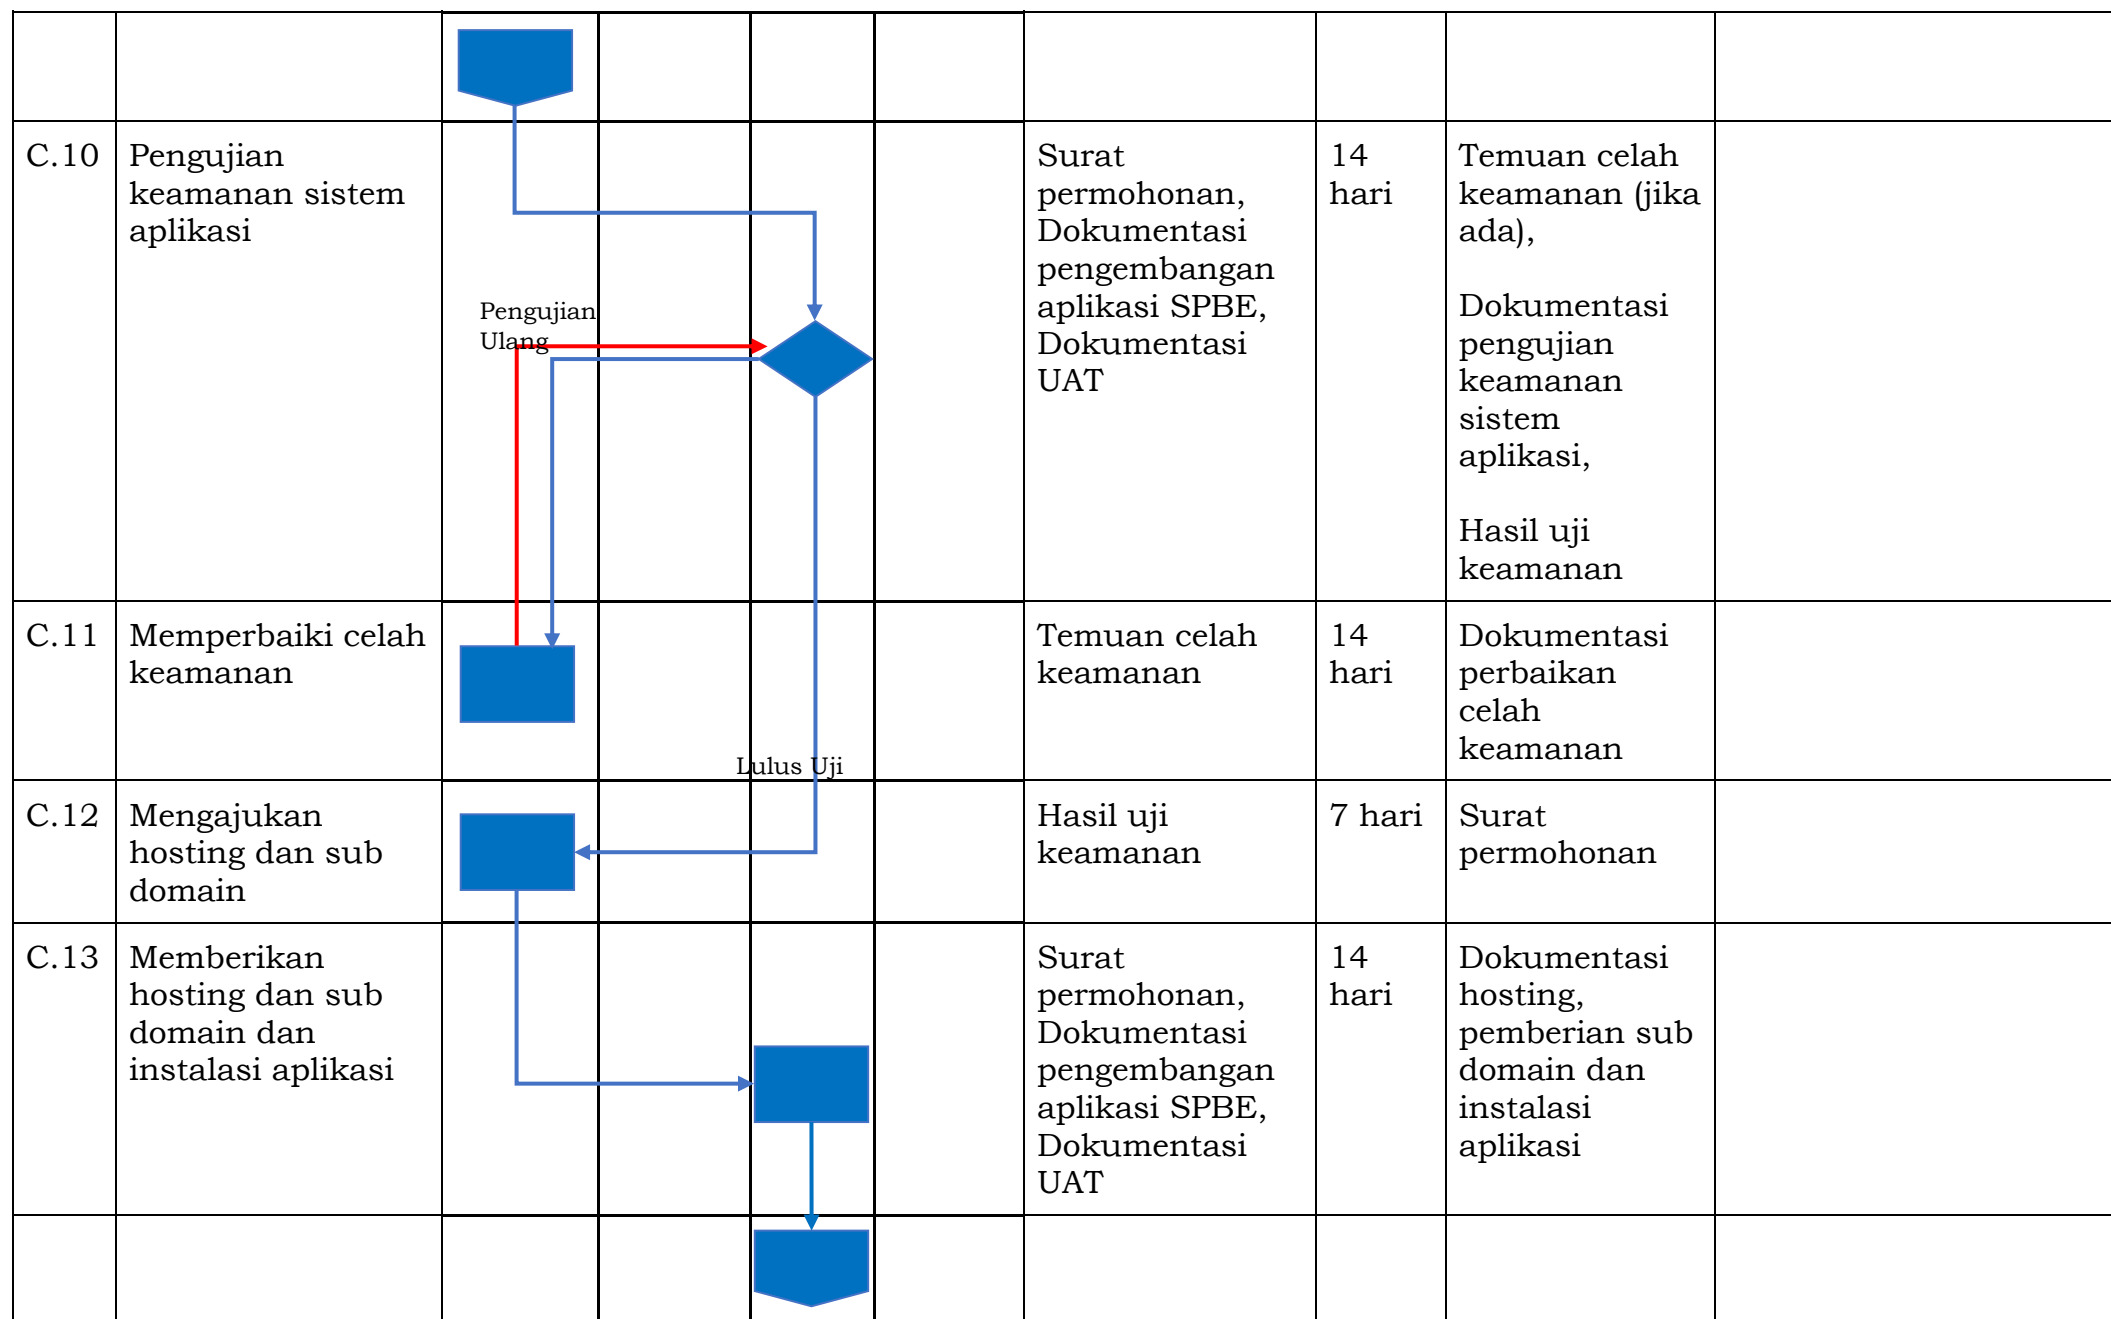 C.10
Pengujian
keamanan sistem
aplikasi
Pengujian
Ulang
Surat
permohonan,
Dokumentasi
pengembangan
aplikasi SPBE,
Dokumentasi
UAT
14
hari
Temuan celah
keamanan (jika
ada),
Dokumentasi
pengujian
keamanan
sistem
aplikasi,
Hasil uji
keamanan
C.11
Memperbaiki celah
keamanan
Lulus Uji
Temuan celah
keamanan
14
hari
Dokumentasi
perbaikan
celah
keamanan
C.12
Mengajukan
hosting dan sub
domain
Hasil uji
keamanan
7 hari
Surat
permohonan
C.13
Memberikan
hosting dan sub
domain dan
instalasi aplikasi
Surat
permohonan,
Dokumentasi
pengembangan
aplikasi SPBE,
Dokumentasi
UAT
14
hari
Dokumentasi
hosting,
pemberian sub
domain dan
instalasi
aplikasi